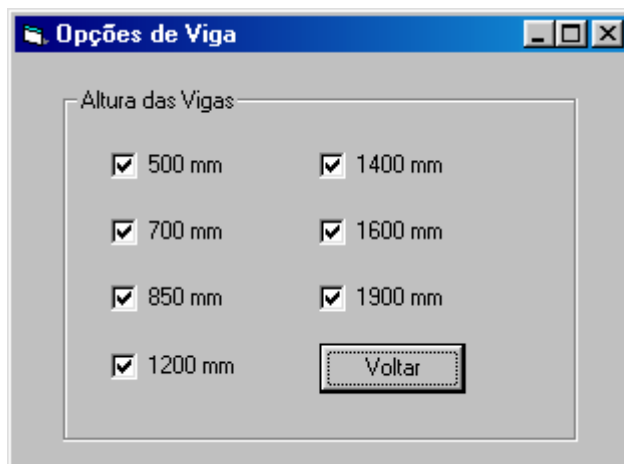 Opções de Viga
Altura das Vigas
500 mm
1400 mm
700 mm
1600 mm
850 mm
1900 mm
1200 mm
Voltar